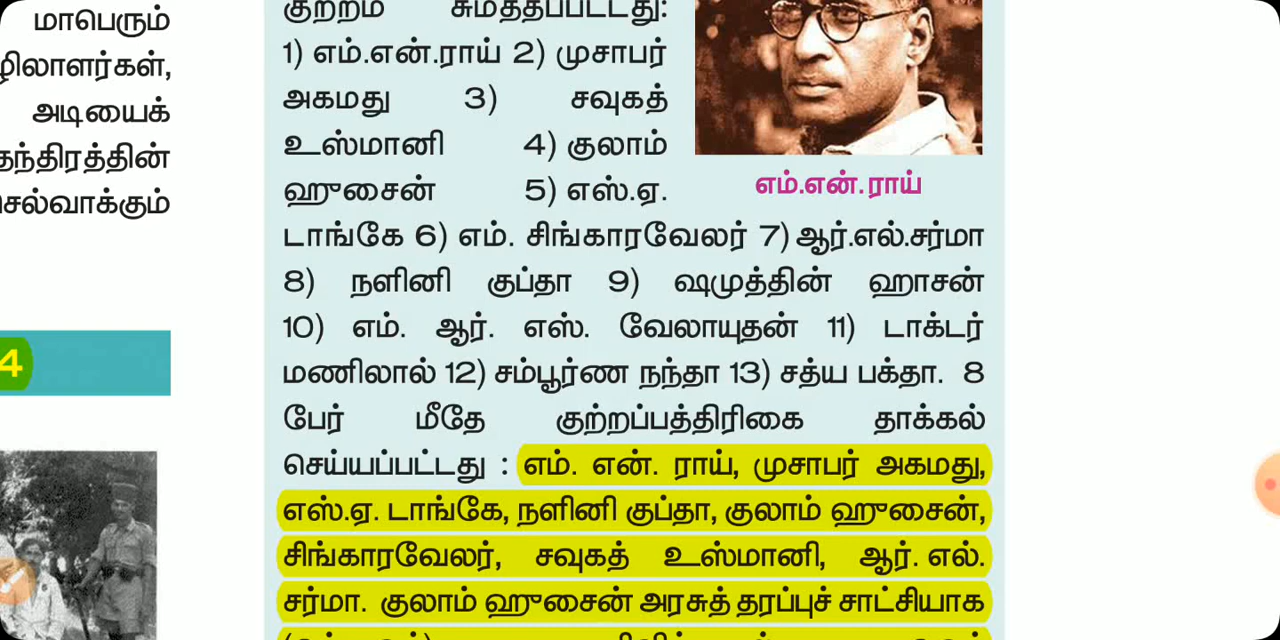 மாபெரும்
ழிலாளர்கள்,
அடியைக்
தந்திரத்தின்
செல்வாக்கும்
4
குற்றம் சுமத்தப்பட்டது:
1) எம்.என்.ராய் 2) முசாபர்
அகமது 3) சவுகத்
உஸ்மானி 4) குலாம்
ஹுசைன் 5) எஸ்.ஏ.
எம்.என்.ராய்
டாங்கே 6) எம். சிங்காரவேலர் 7) ஆர்.எல்.சர்மா
8) நளினி குப்தா 9) ஷமுத்தின் ஹாசன்
10) எம். ஆர். எஸ். வேலாயுதன் 11) டாக்டர்
மணிலால் 12) சம்பூர்ண நந்தா 13) சத்ய பக்தா. 8
பேர் மீதே குற்றப்பத்திரிகை தாக்கல்
செய்யப்பட்டது : எம். என். ராய், முசாபர் அகமது,
எஸ்.ஏ. டாங்கே, நளினி குப்தா, குலாம் ஹுசைன்,
சிங்காரவேலர், சவுகத் உஸ்மானி, ஆர். எல்.
சர்மா. குலாம் ஹுசைன் அரசுத் தரப்புச் சாட்சியாக